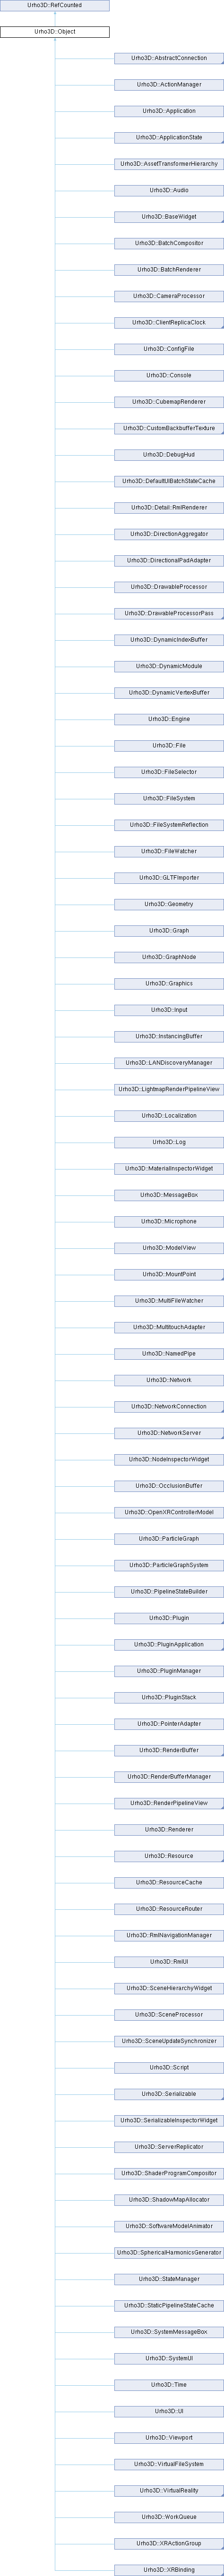 Urho3D::RefCounted
Urho3D::Object
Urho3D::AbstractConnection
Urho3D::ActionManager
Urho3D::Application
Urho3D::ApplicationState
Urho3D::AssetTransformerHierarchy
Urho3D::Audio
Urho3D::BaseWidget
Urho3D::BatchCompositor
Urho3D::BatchRenderer
Urho3D::CameraProcessor
Urho3D::ClientReplicaClock
Urho3D::ConfigFile
Urho3D::Console
Urho3D::CubemapRenderer
Urho3D::CustomBackbufferTexture
Urho3D::DebugHud
Urho3D::DefaultUIBatchStateCache
Urho3D::Detail::RmlRenderer
Urho3D::DirectionAggregator
Urho3D::DirectionalPadAdapter
Urho3D::DrawableProcessor
Urho3D::DrawableProcessorPass
Urho3D::DynamicIndexBuffer
Urho3D::DynamicModule
Urho3D::DynamicVertexBuffer
Urho3D::Engine
Urho3D::File
Urho3D::FileSelector
Urho3D::FileSystem
Urho3D::FileSystemReflection
Urho3D::FileWatcher
Urho3D::GLTFImporter
Urho3D::Geometry
Urho3D::Graph
Urho3D::GraphNode
Urho3D::Graphics
Urho3D::Input
Urho3D::InstancingBuffer
Urho3D::LANDiscoveryManager
Urho3D::LightmapRenderPipelineView
Urho3D::Localization
Urho3D::Log
Urho3D::MaterialInspectorWidget
Urho3D::MessageBox
Urho3D::Microphone
Urho3D::ModelView
Urho3D::MountPoint
Urho3D::MultiFileWatcher
Urho3D::MultitouchAdapter
Urho3D::NamedPipe
Urho3D::Network
Urho3D::NetworkConnection
Urho3D::NetworkServer
Urho3D::NodeInspectorWidget
Urho3D::OcclusionBuffer
Urho3D::OpenXRControllerModel
Urho3D::ParticleGraph
Urho3D::ParticleGraphSystem
Urho3D::PipelineStateBuilder
Urho3D::Plugin
Urho3D::PluginApplication
Urho3D::PluginManager
Urho3D::PluginStack
Urho3D::PointerAdapter
Urho3D::RenderBuffer
Urho3D::RenderBufferManager
Urho3D::RenderPipelineView
Urho3D::Renderer
Urho3D::Resource
Urho3D::ResourceCache
Urho3D::ResourceRouter
Urho3D::RmlNavigationManager
Urho3D::RmlUI
Urho3D::SceneHierarchyWidget
Urho3D::SceneProcessor
Urho3D::SceneUpdateSynchronizer
Urho3D::Script
Urho3D::Serializable
Urho3D::SerializableInspectorWidget
Urho3D::ServerReplicator
Urho3D::ShaderProgramCompositor
Urho3D::ShadowMapAllocator
Urho3D::SoftwareModelAnimator
Urho3D::SphericalHarmonicsGenerator
Urho3D::StateManager
Urho3D::StaticPipelineStateCache
Urho3D::SystemMessageBox
Urho3D::SystemUI
Urho3D::Time
Urho3D::UI
Urho3D::Viewport
Urho3D::VirtualFileSystem
Urho3D::VirtualReality
Urho3D::WorkQueue
Urho3D::XRActionGroup
Urho3D::XRBinding